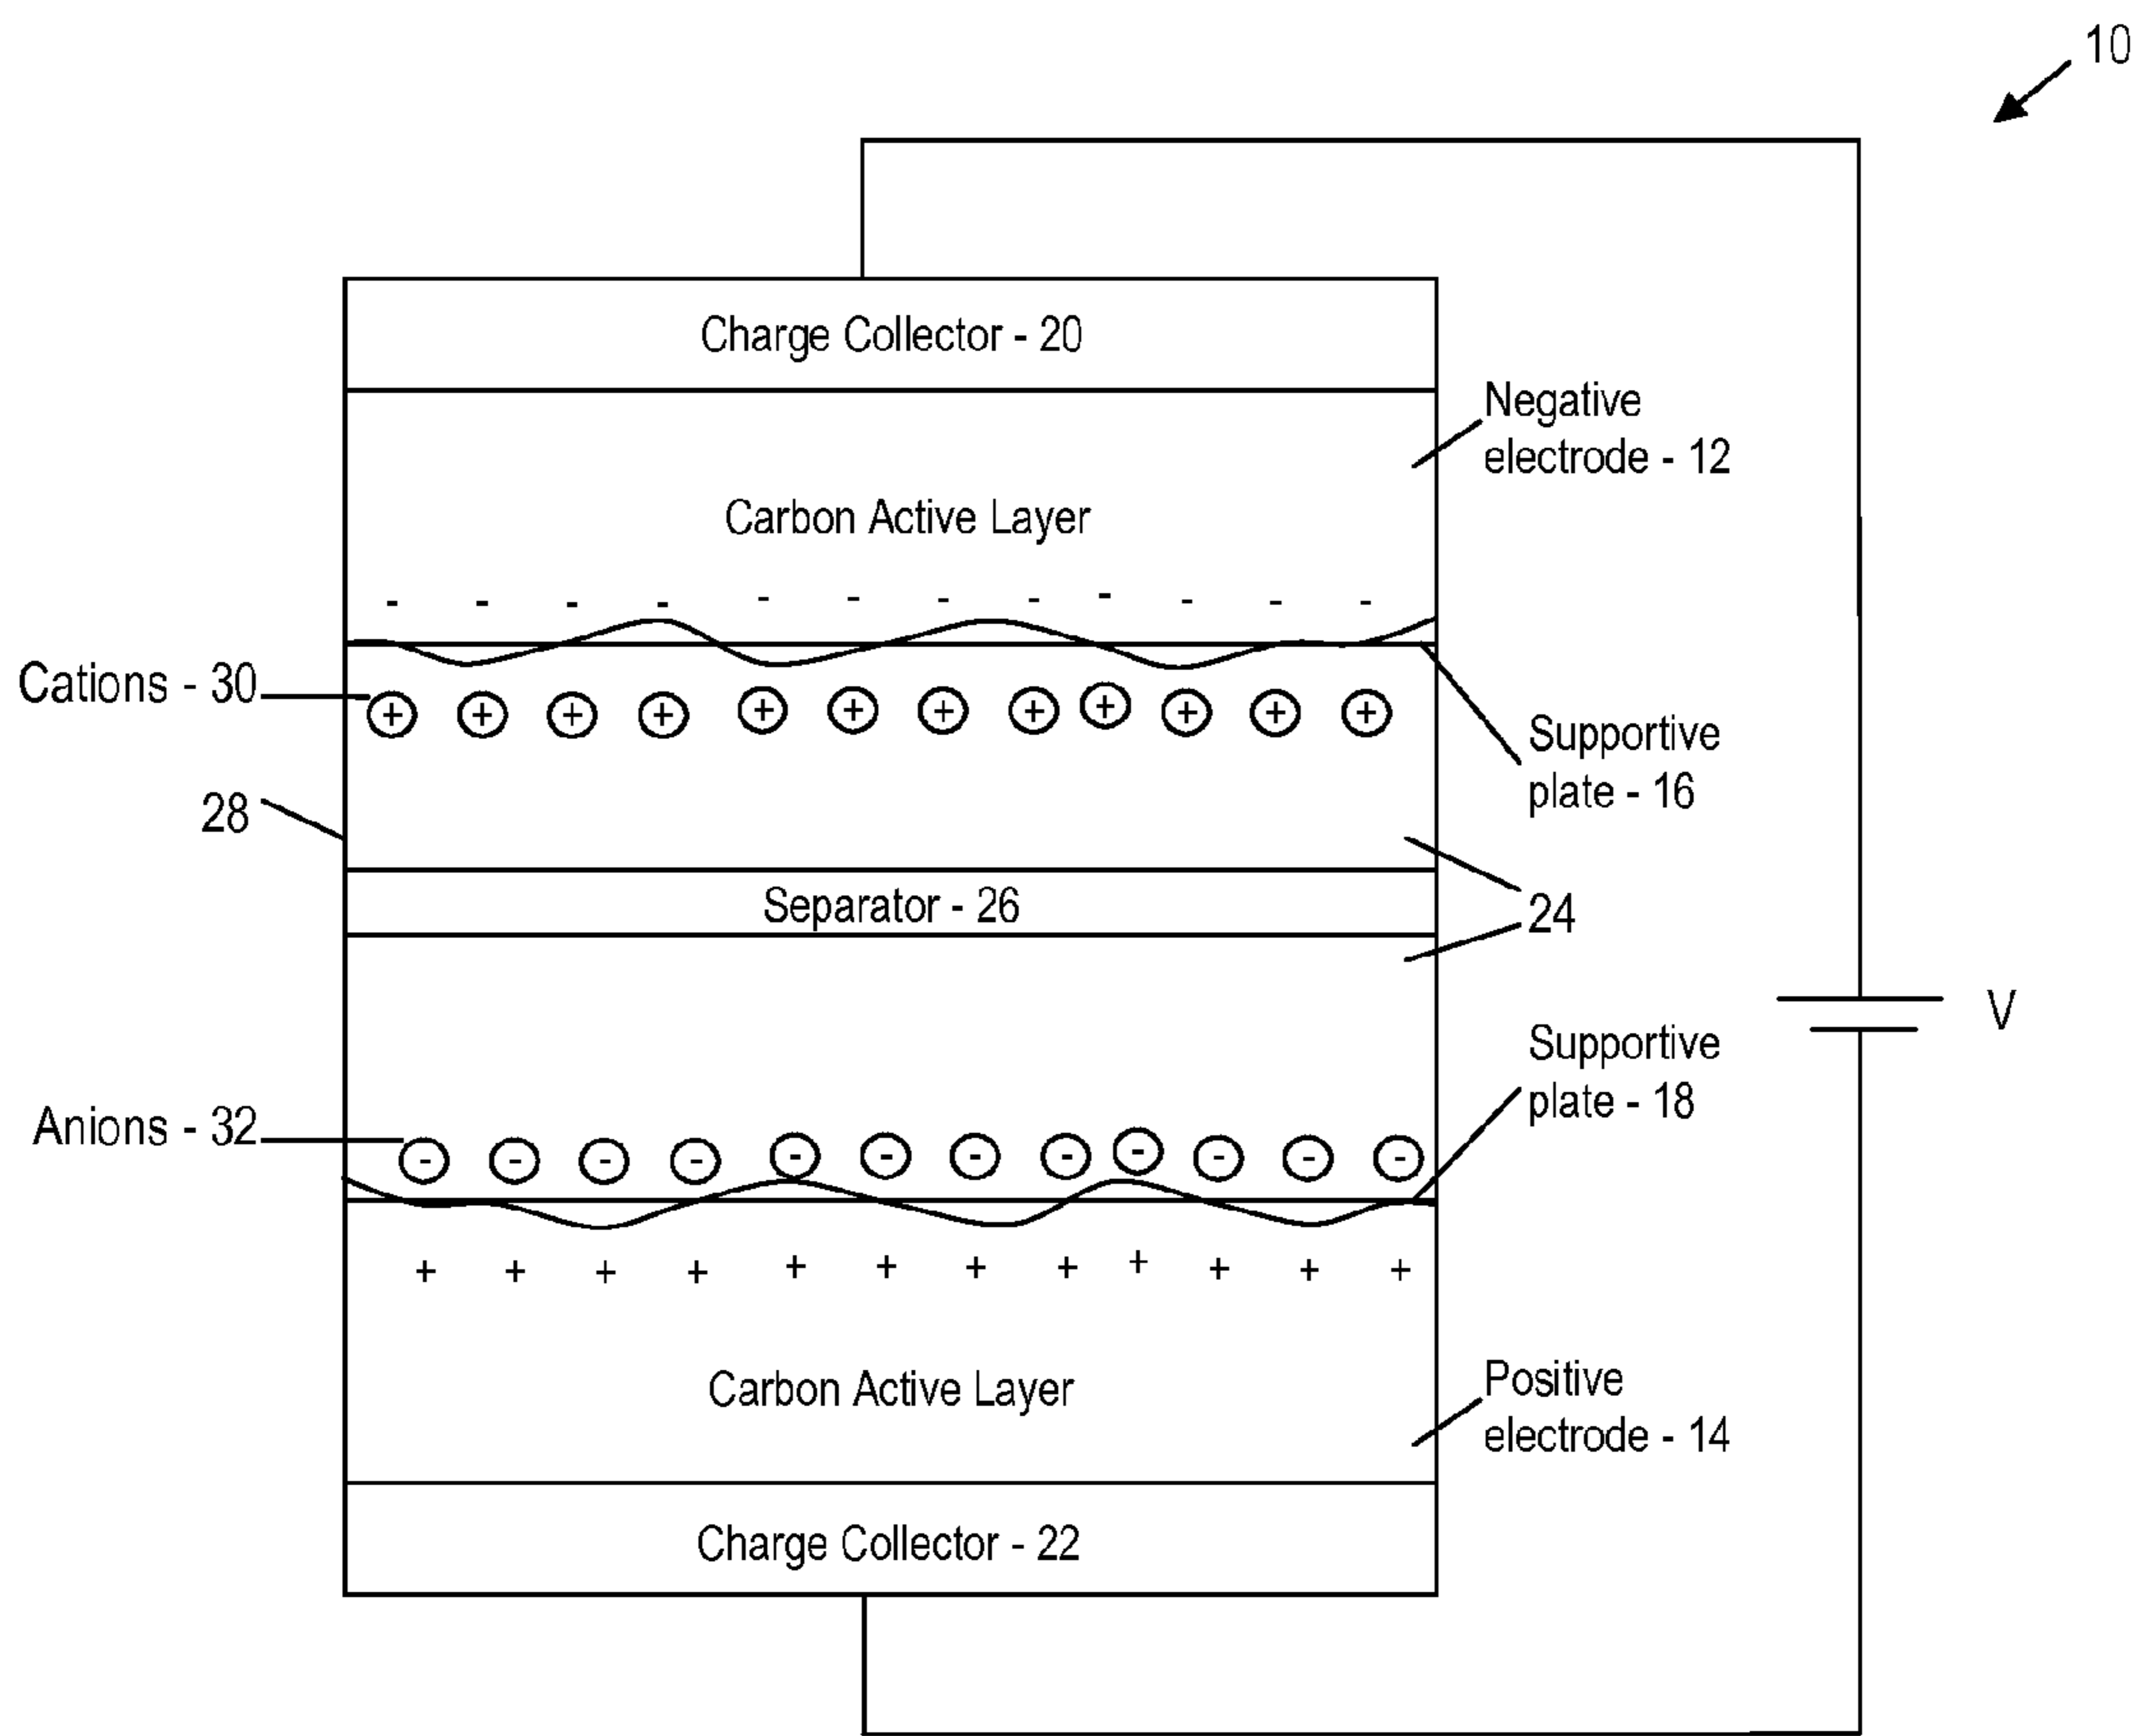 10
Charge Collector - 20
Negative
electrode - 12
Carbon Active Layer
- - - - - - - - - - - -
Cations - 30
+ + + + + + + + + + + +
Supportive
plate - 16
28
Separator - 26
24
V
Supportive
plate - 18
Anions - 32
- - - - - - - - - - - -
+ + + + + + + + + + + +
Carbon Active Layer
Positive
electrode - 14
Charge Collector - 22